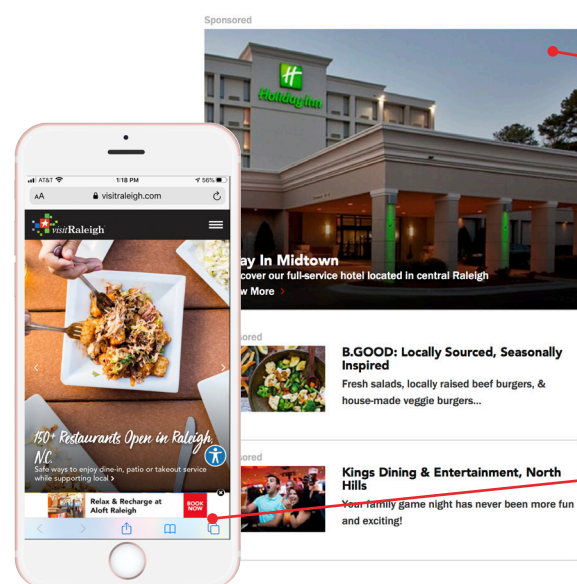 Sponsored
Holiday Inn
ay In Midtown
cover our full-service hotel located in central Raleigh
w More >
AT&T 1:18 PM 56%
AA visitraleigh.com
visitRaleigh
150+ Restaurants Open in Raleigh,
N.C.
Safe ways to enjoy dine-in, patio or takeout service
while supporting local >
Relax & Recharge at
Aloft Raleigh
BOOK
NOW
ored
B.GOOD: Locally Sourced, Seasonally
Inspired
Fresh salads, locally raised beef burgers, &
house-made veggie burgers...
ored
Kings Dining & Entertainment, North
Hills
Your family game night has never been more fun
and exciting!